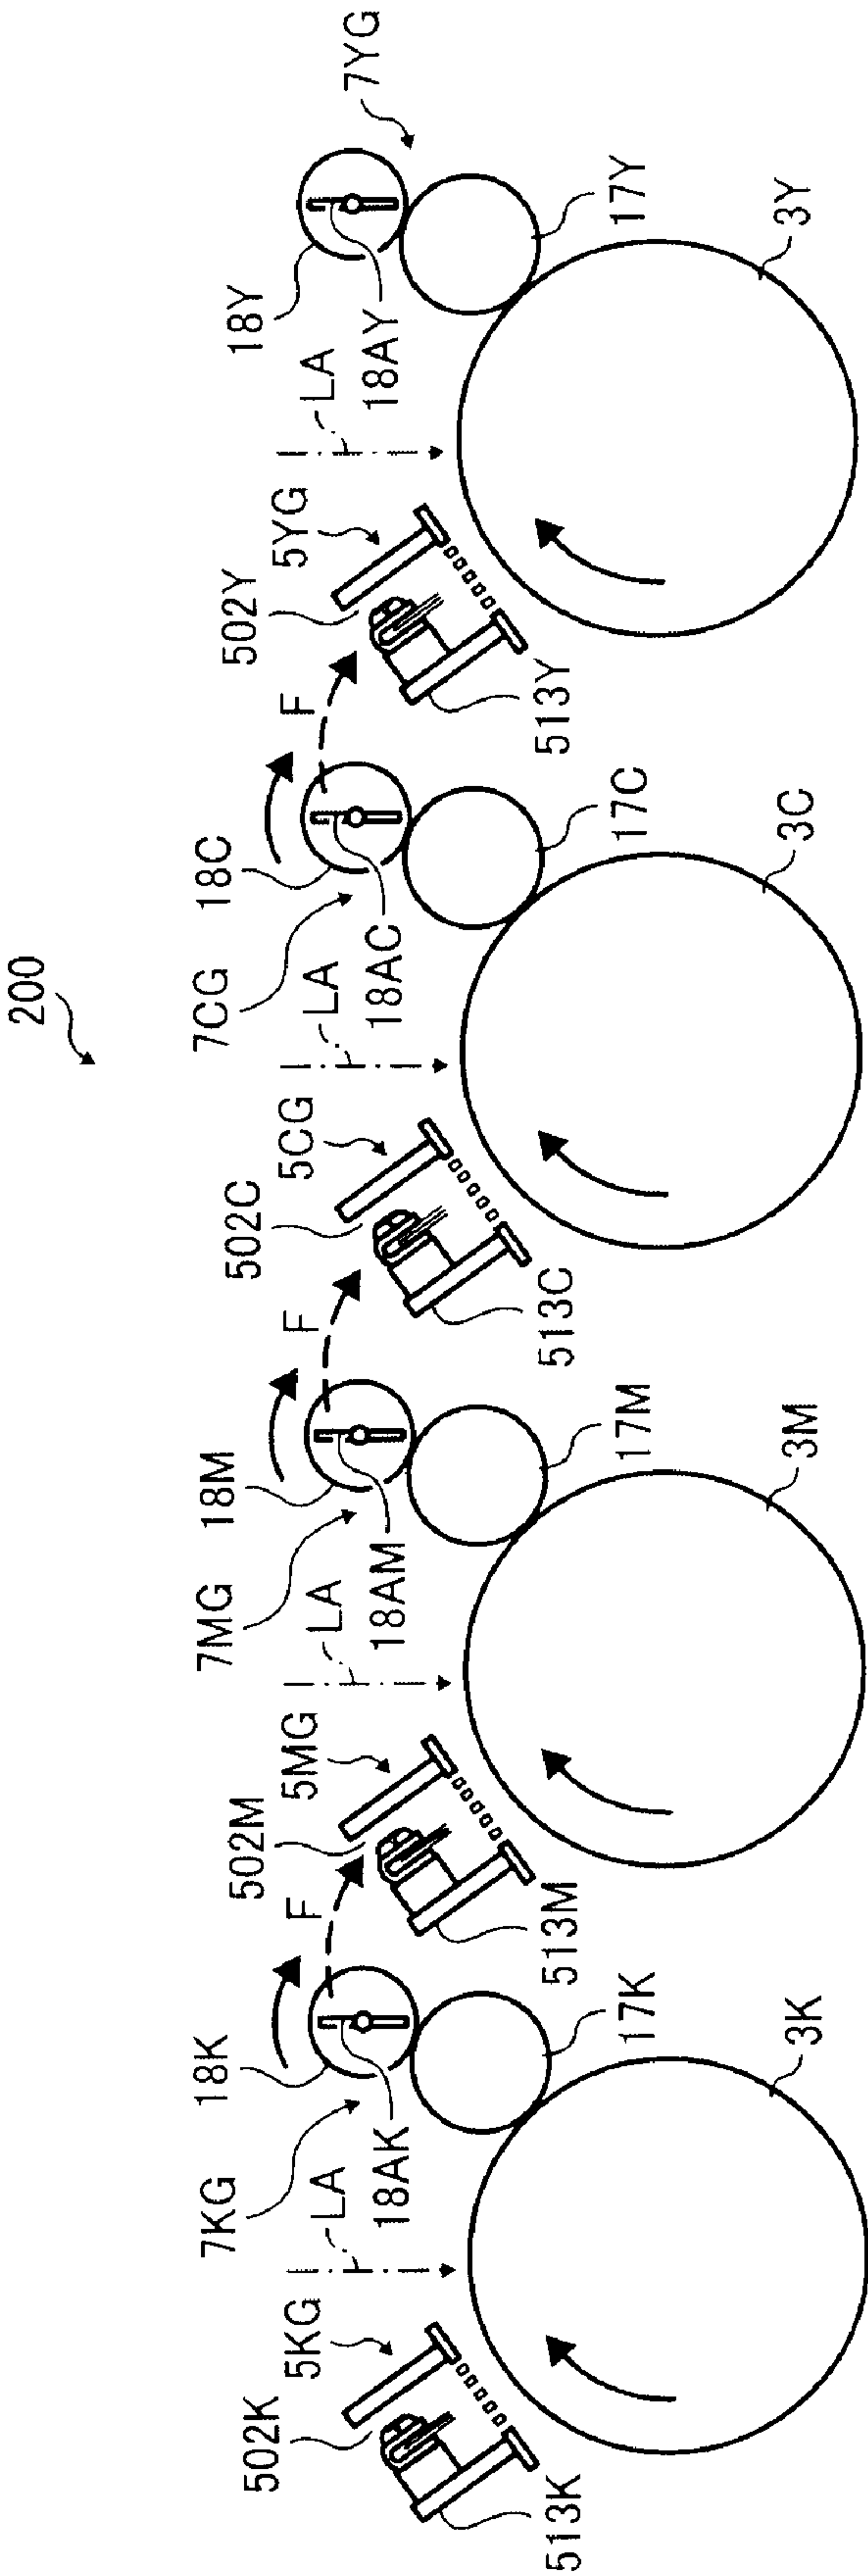 200
502K
5KG
513K
LA
7KG
18K
18AK
17K
3K
F
502M
5MG
513M
LA
7MG
18M
18AM
17M
3M
F
502C
5CG
513C
LA
7CG
18C
18AC
17C
3C
F
502Y
5YG
513Y
LA
18Y
18AY
7YG
17Y
3Y